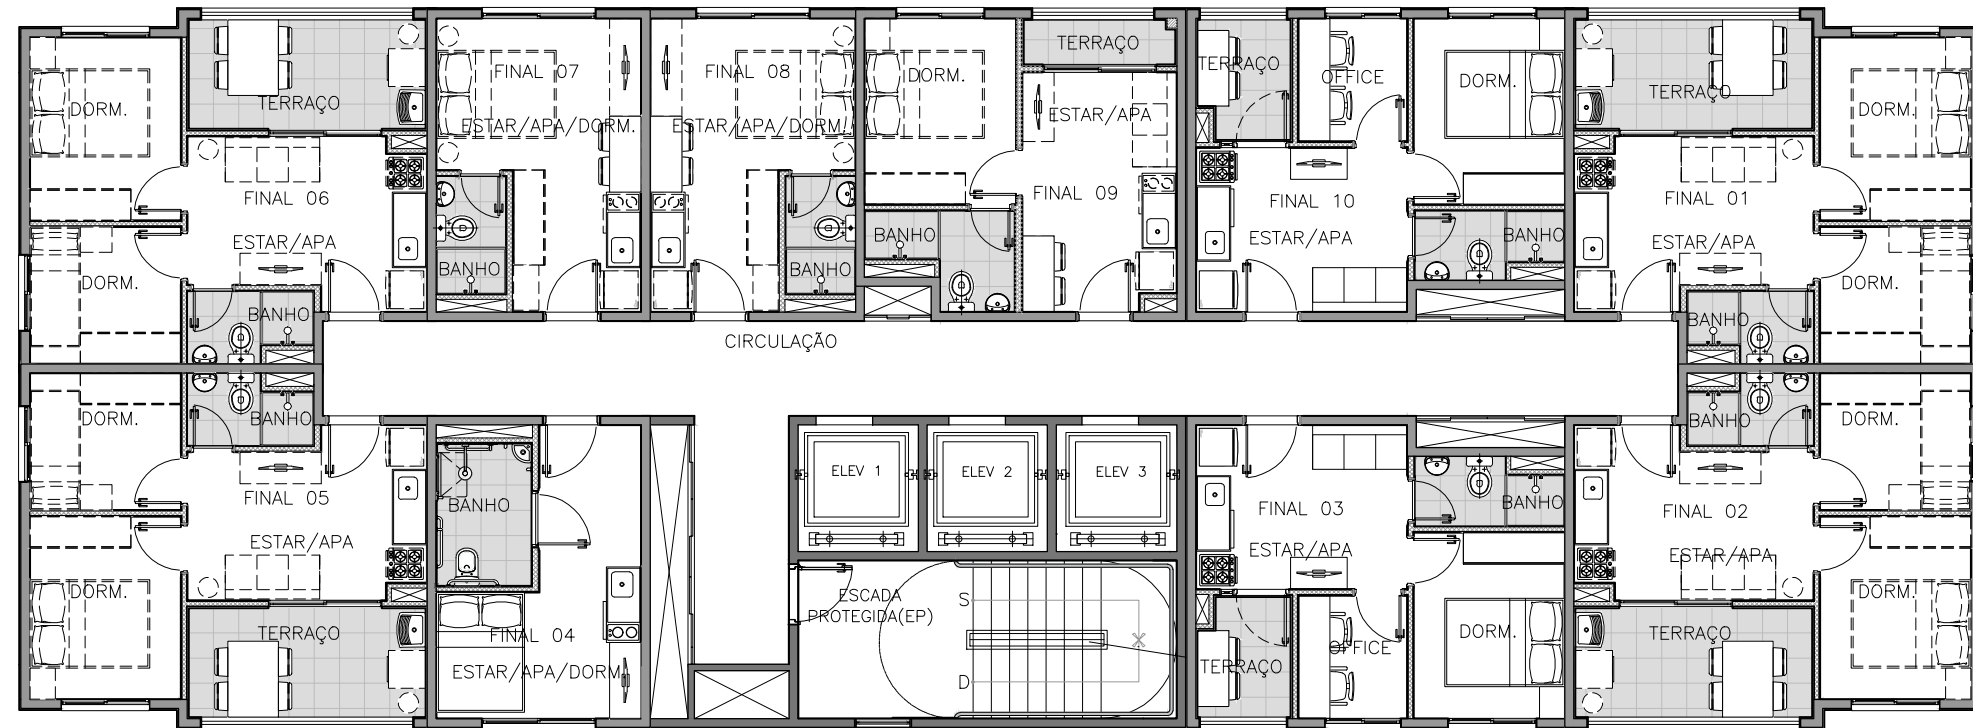 TERRAÇO
DORM.
TERRAÇO
FINAL 06
ESTAR/APA
DORM.
BANHO
FINAL 07
ESTAR/APA/DORM.
BANHO
FINAL 08
ESTAR/APA/DORM.
BANHO
DORM.
TERRAÇO
ESTAR/APA
FINAL 09
BANHO
TERRAÇO
OFFICE
DORM.
FINAL 10
ESTAR/APA
BANHO
TERRAÇO
DORM.
FINAL 01
ESTAR/APA
DORM.
BANHO
CIRCULAÇÃO
DORM.
BANHO
FINAL 05
ESTAR/APA
DORM.
TERRAÇO
BANHO
FINAL 04
ESTAR/APA/DORM.
ELEV 1
ELEV 2
ELEV 3
ESCADA
PROTEGIDA(EP)
S
D
FINAL 03
ESTAR/APA
BANHO
TERRAÇO
OFFICE
DORM.
BANHO
DORM.
FINAL 02
ESTAR/APA
DORM.
TERRAÇO